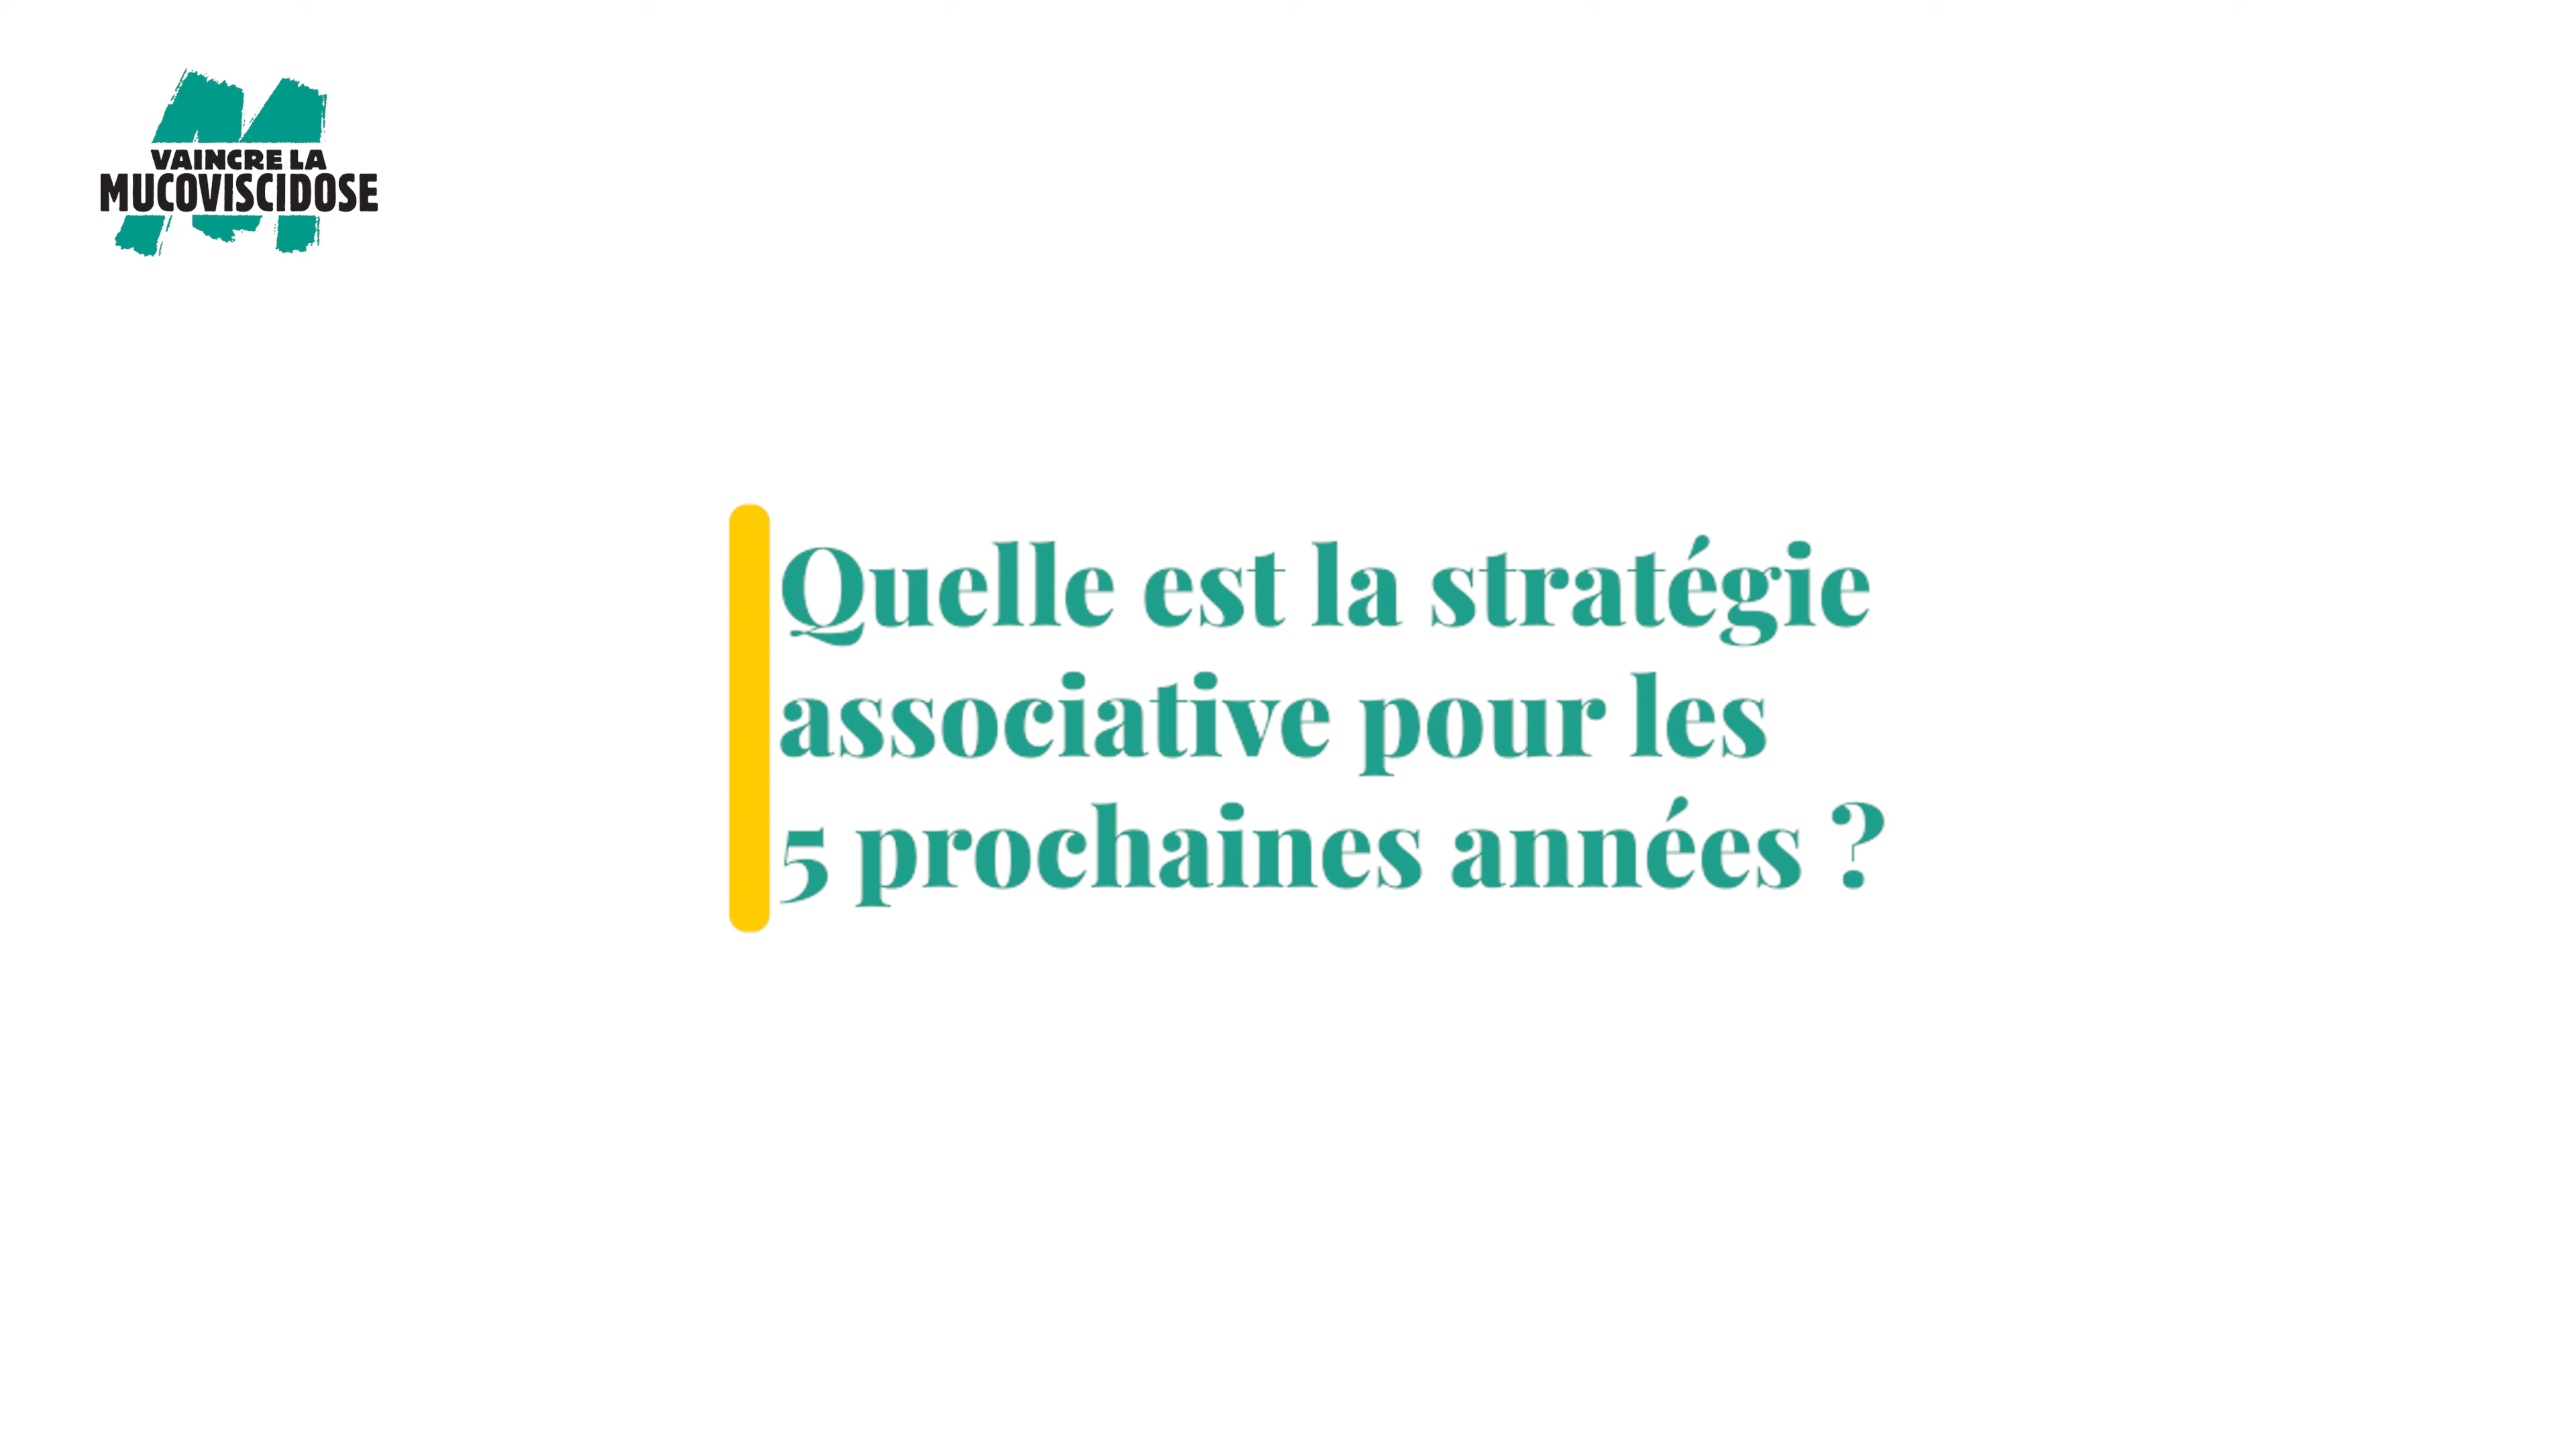 VAINCRE LA
MUCOVISCIDOSE
Quelle est la stratégie
associative pour les
5 prochaines années ?